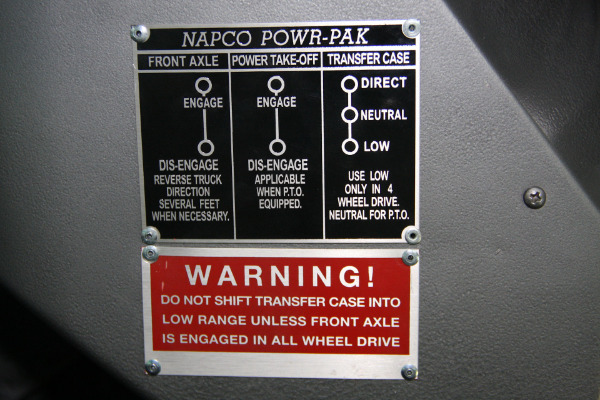 NAPCO POWR-PAK
FRONT AXLE
ENGAGE
DIS-ENGAGE
REVERSE TRUCK
DIRECTION
SEVERAL FEET
WHEN NECESSARY.
POWER TAKE-OFF
ENGAGE
DIS-ENGAGE
APPLICABLE
WHEN P.T.O.
EQUIPPED.
TRANSFER CASE
DIRECT
NEUTRAL
LOW
USE LOW
ONLY IN 4
WHEEL DRIVE.
NEUTRAL FOR P.T.O.
WARNING!
DO NOT SHIFT TRANSFER CASE INTO
LOW RANGE UNLESS FRONT AXLE
IS ENGAGED IN ALL WHEEL DRIVE